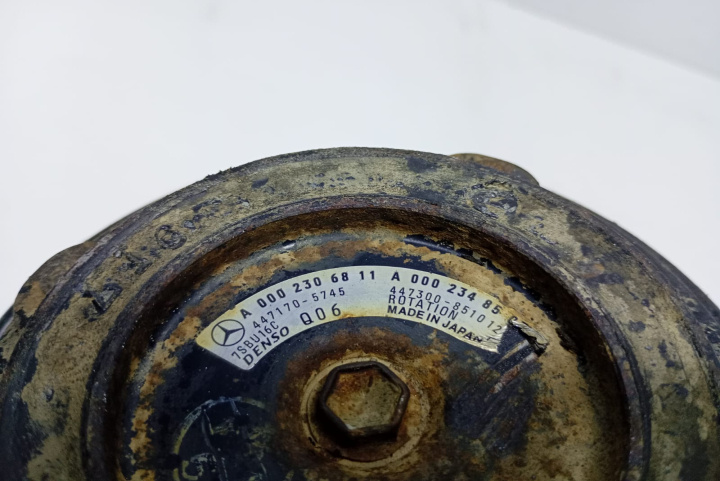 A 000 230 68 11 A 000 234 85
447170-5745 447300-8510 12
7SBU16C ROTATION
DENSO Q06 MADE IN JAPAN